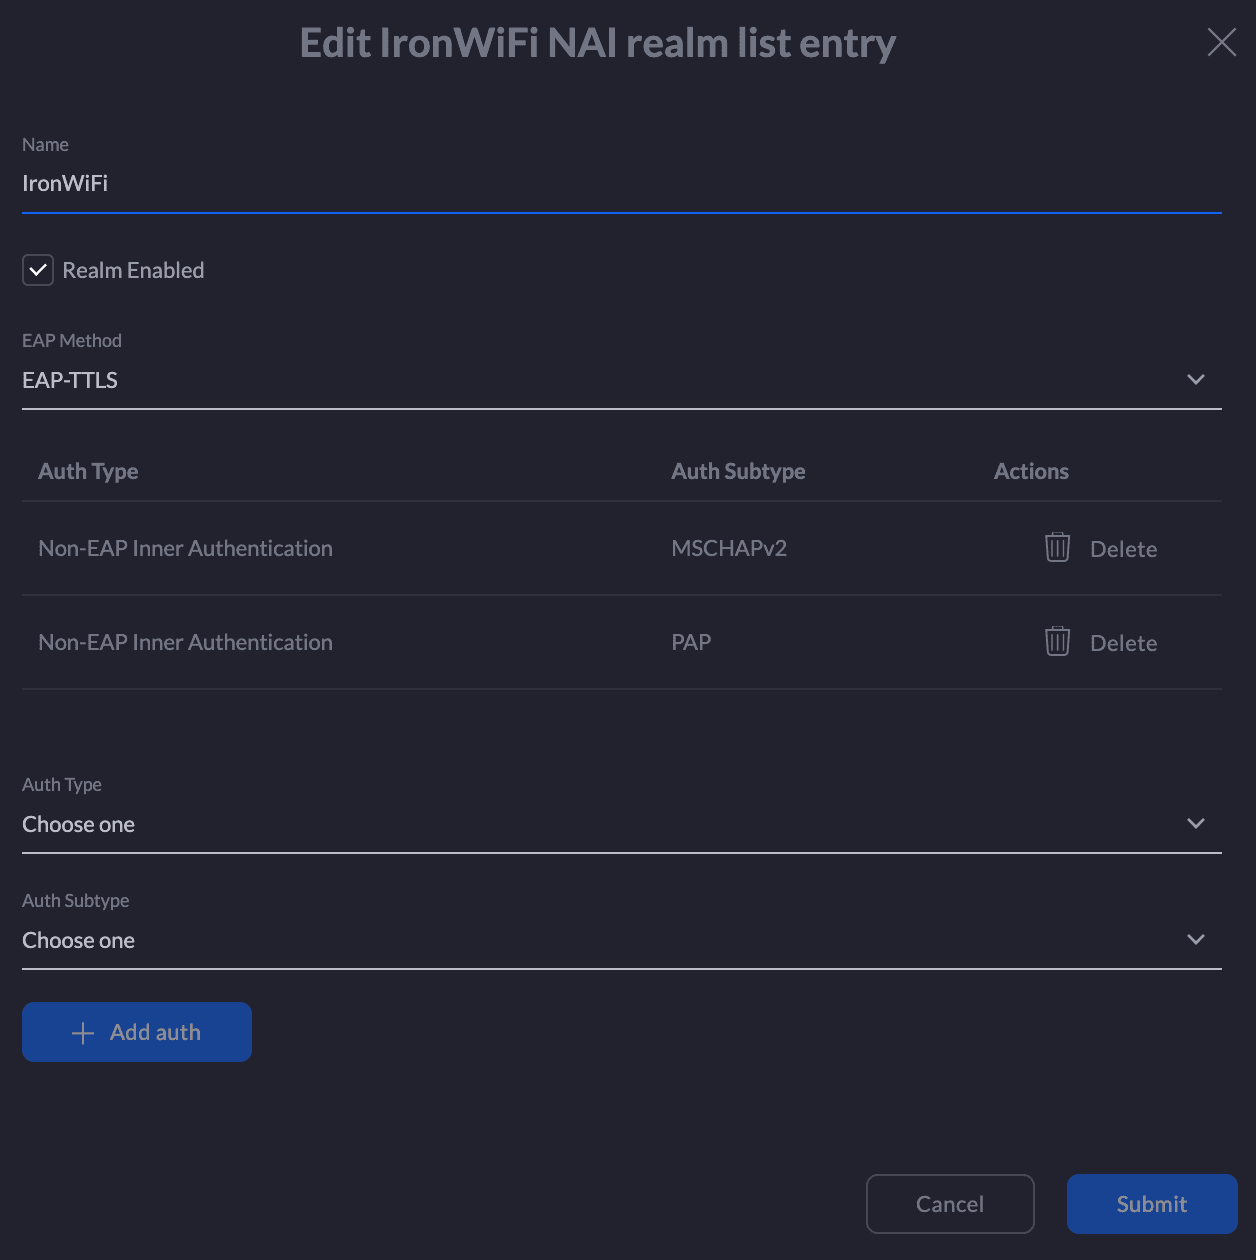 Edit IronWiFi NAI realm list entry
Name
IronWiFi
Realm Enabled
EAP Method
EAP-TTLS
Auth Type Auth Subtype Actions
Non-EAP Inner Authentication MSCHAPv2 Delete
Non-EAP Inner Authentication PAP Delete
Auth Type
Choose one
Auth Subtype
Choose one
Add auth
Cancel Submit